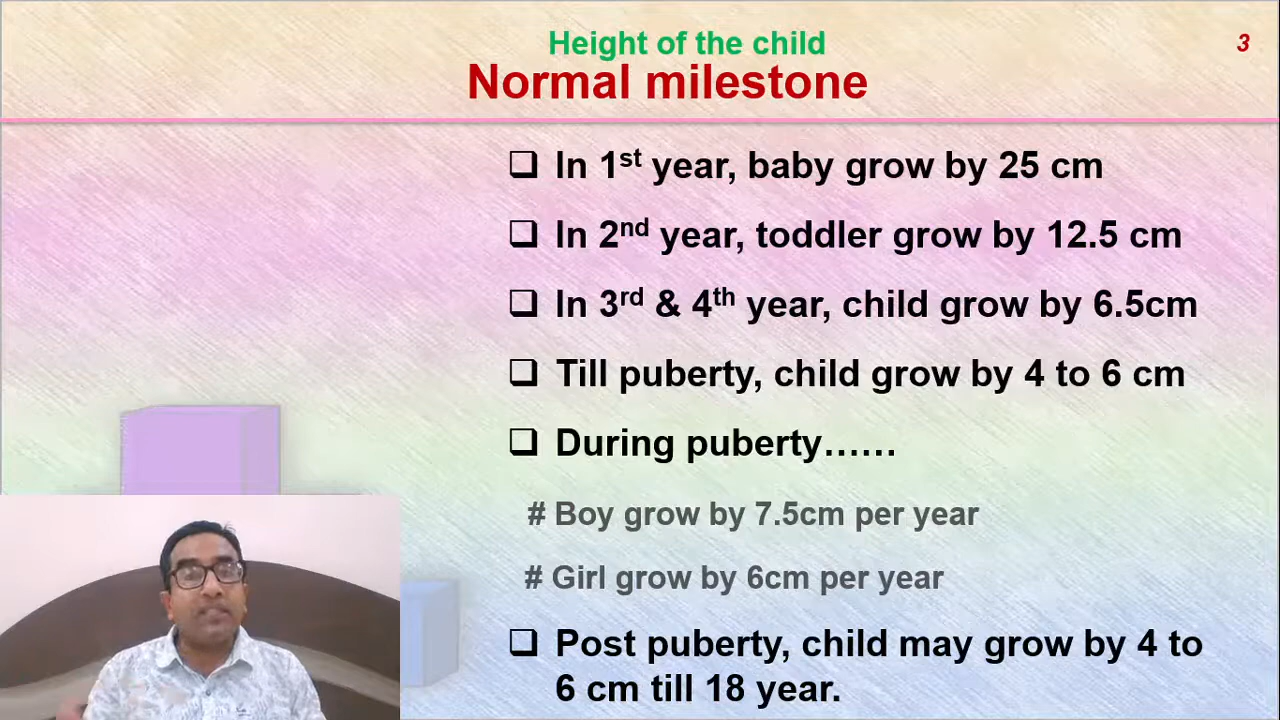 Height of the child
3
Normal milestone
❑ In 1st year, baby grow by 25 cm
❑ In 2nd year, toddler grow by 12.5 cm
❑ In 3rd & 4th year, child grow by 6.5cm
❑ Till puberty, child grow by 4 to 6 cm
❑ During puberty……
# Boy grow by 7.5cm per year
# Girl grow by 6cm per year
❑ Post puberty, child may grow by 4 to
6 cm till 18 year.